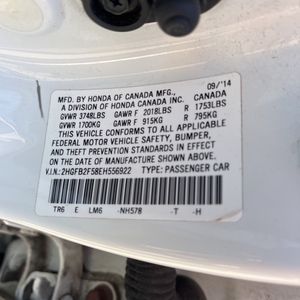 MFD. BY HONDA OF CANADA MFG., 09/'14
A DIVISION OF HONDA CANADA INC. CANADA
GVWR 3748LBS GAWR F 2018LBS R 1753LBS
GVWR 1700KG GAWR F 915KG R 795KG
THIS VEHICLE CONFORMS TO ALL APPLICABLE
FEDERAL MOTOR VEHICLE SAFETY, BUMPER,
AND THEFT PREVENTION STANDARDS IN EFFECT
ON THE DATE OF MANUFACTURE SHOWN ABOVE.
V.I.N.:2HGFB2F58EH556922 TYPE: PASSENGER CAR
TR6 E LM6 -NH578 -T -H